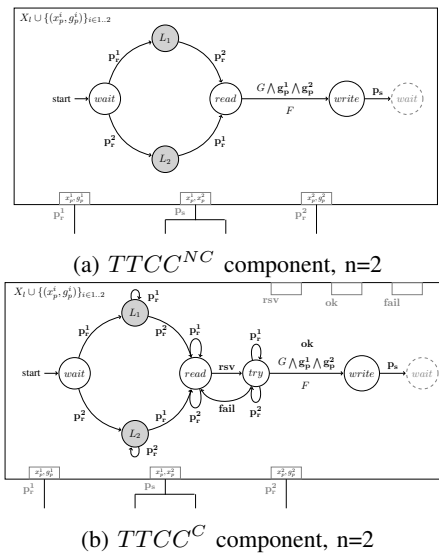 X_l ∪ {(x_p^i, g_p^i)}_{i∈1..2}
L_1
p_r^1 p_r^2
G ⋀ g_p^1 ⋀ g_p^2
start wait read write p_s wait
F
p_r^2 p_r^1
L_2
x_p^1, g_p^1 x_p^1, x_p^2 x_p^2, g_p^2
p_r^1 p_s p_r^2
(a) TTCC^{NC} component, n=2
X_l ∪ {(x_p^i, g_p^i)}_{i∈1..2}
p_r^1 rsv ok fail
L_1
p_r^1 p_r^2 p_r^1 p_r^1 ok
G ⋀ g_p^1 ⋀ g_p^2
start wait read rsv try write p_s wait
F
fail
p_r^2 p_r^1 p_r^2 p_r^2
L_2
p_r^2
x_p^1, g_p^1 x_p^1, x_p^2 x_p^2, g_p^2
p_r^1 p_s p_r^2
(b) TTCC^C component, n=2